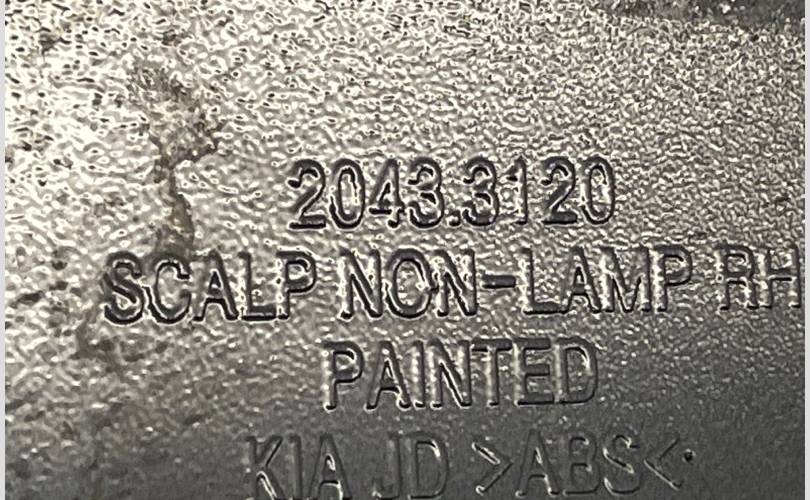 2043.3120
SCALP NON-LAMP RH
PAINTED
KIA JD >ABS<